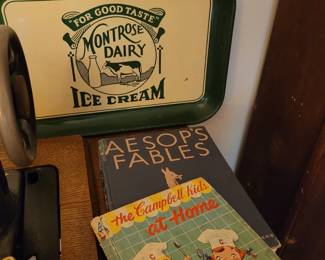 "FOR GOOD TASTE"
MONTROSE
DAIRY
ICE CREAM
AESOP'S
FABLES
the Campbell Kids
at Home